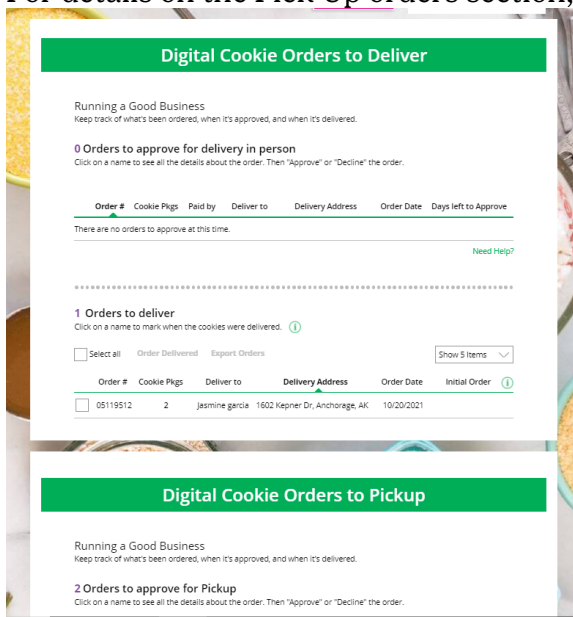 For details on the Pick Up orders section,
Digital Cookie Orders to Deliver
Running a Good Business
Keep track of what's been ordered, when it's approved, and when it's delivered.
0 Orders to approve for delivery in person
Click on a name to see all the details about the order. Then "Approve" or "Decline" the order.
Order # Cookie Pkgs Paid by Deliver to Delivery Address Order Date Days left to Approve
There are no orders to approve at this time.
Need Help?
1 Orders to deliver
Click on a name to mark when the cookies were delivered. i
Select all Order Delivered Export Orders Show 5 Items
Order # Cookie Pkgs Deliver to Delivery Address Order Date Initial Order i
05119512 2 Jasmine garcia 1602 Kepner Dr, Anchorage, AK 10/20/2021
Digital Cookie Orders to Pickup
Running a Good Business
Keep track of what's been ordered, when it's approved, and when it's delivered.
2 Orders to approve for Pickup
Click on a name to see all the details about the order. Then "Approve" or "Decline" the order.